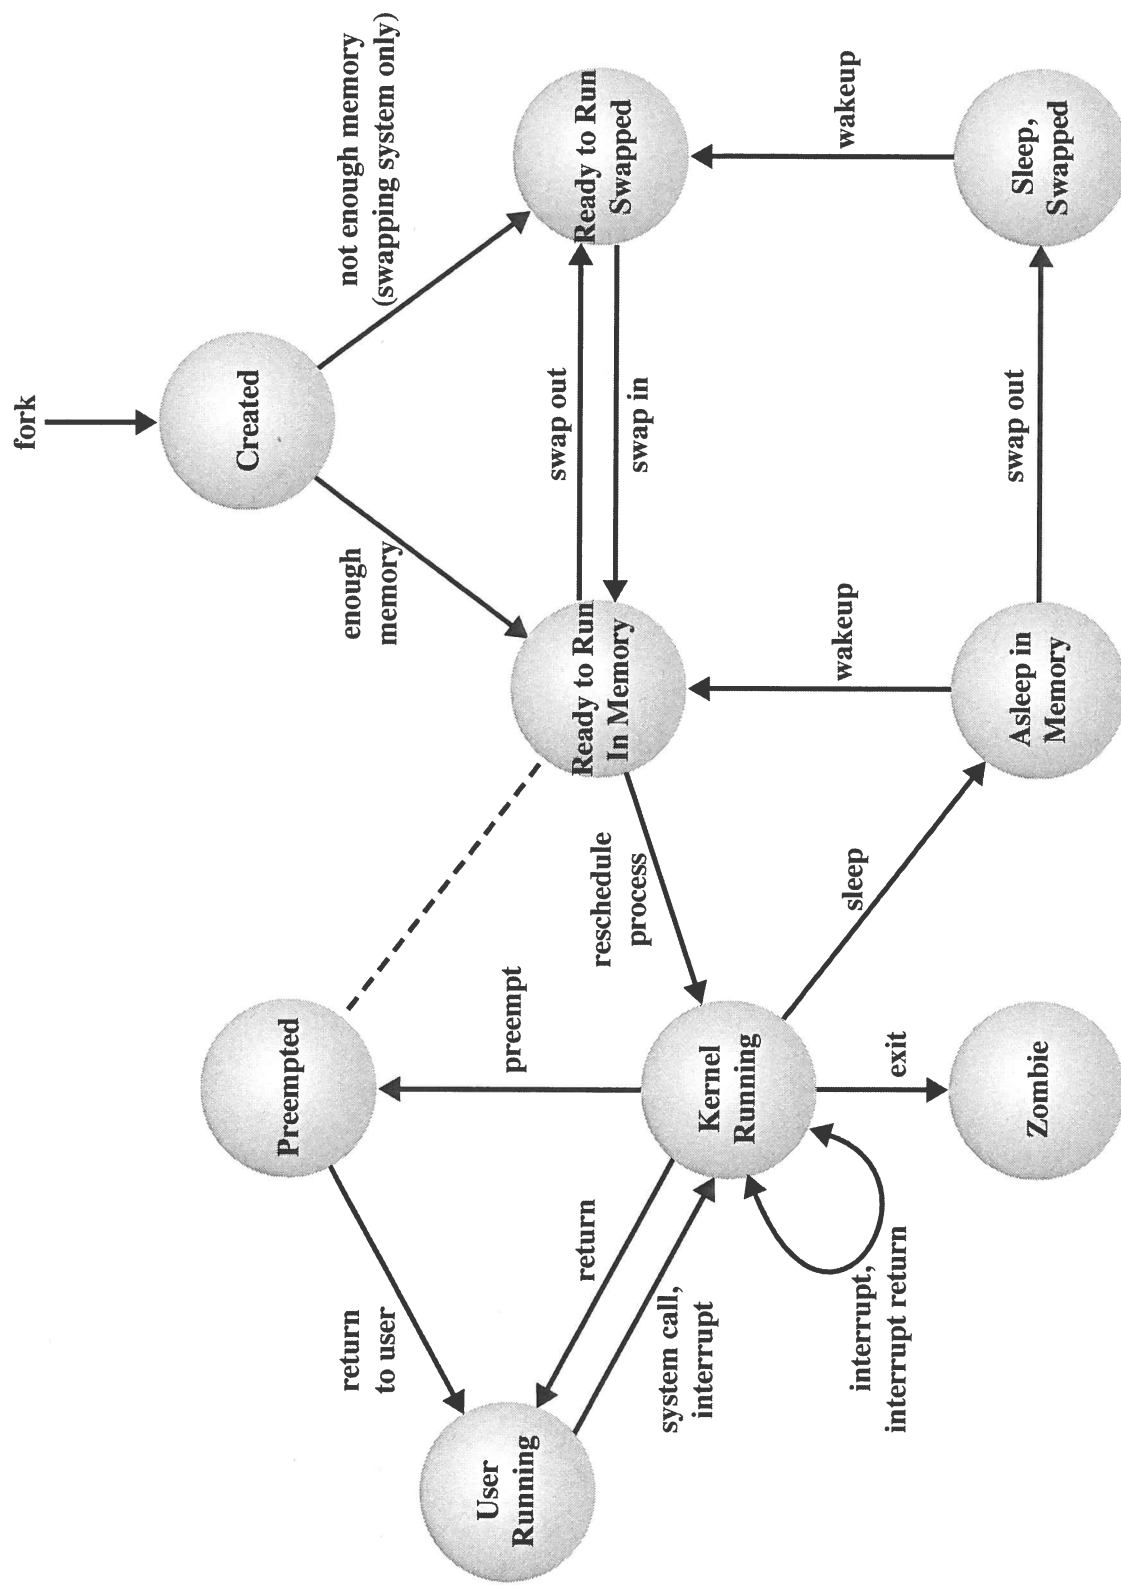 fork
Created
not enough memory
(swapping system only)
enough
memory
Preempted
return
to user
User
Running
return
system call,
interrupt
preempt
reschedule
process
Ready to Run
In Memory
swap out
swap in
Ready to Run
Swapped
Kernel
Running
interrupt,
interrupt return
exit
sleep
wakeup
wakeup
Zombie
Asleep in
Memory
swap out
Sleep,
Swapped